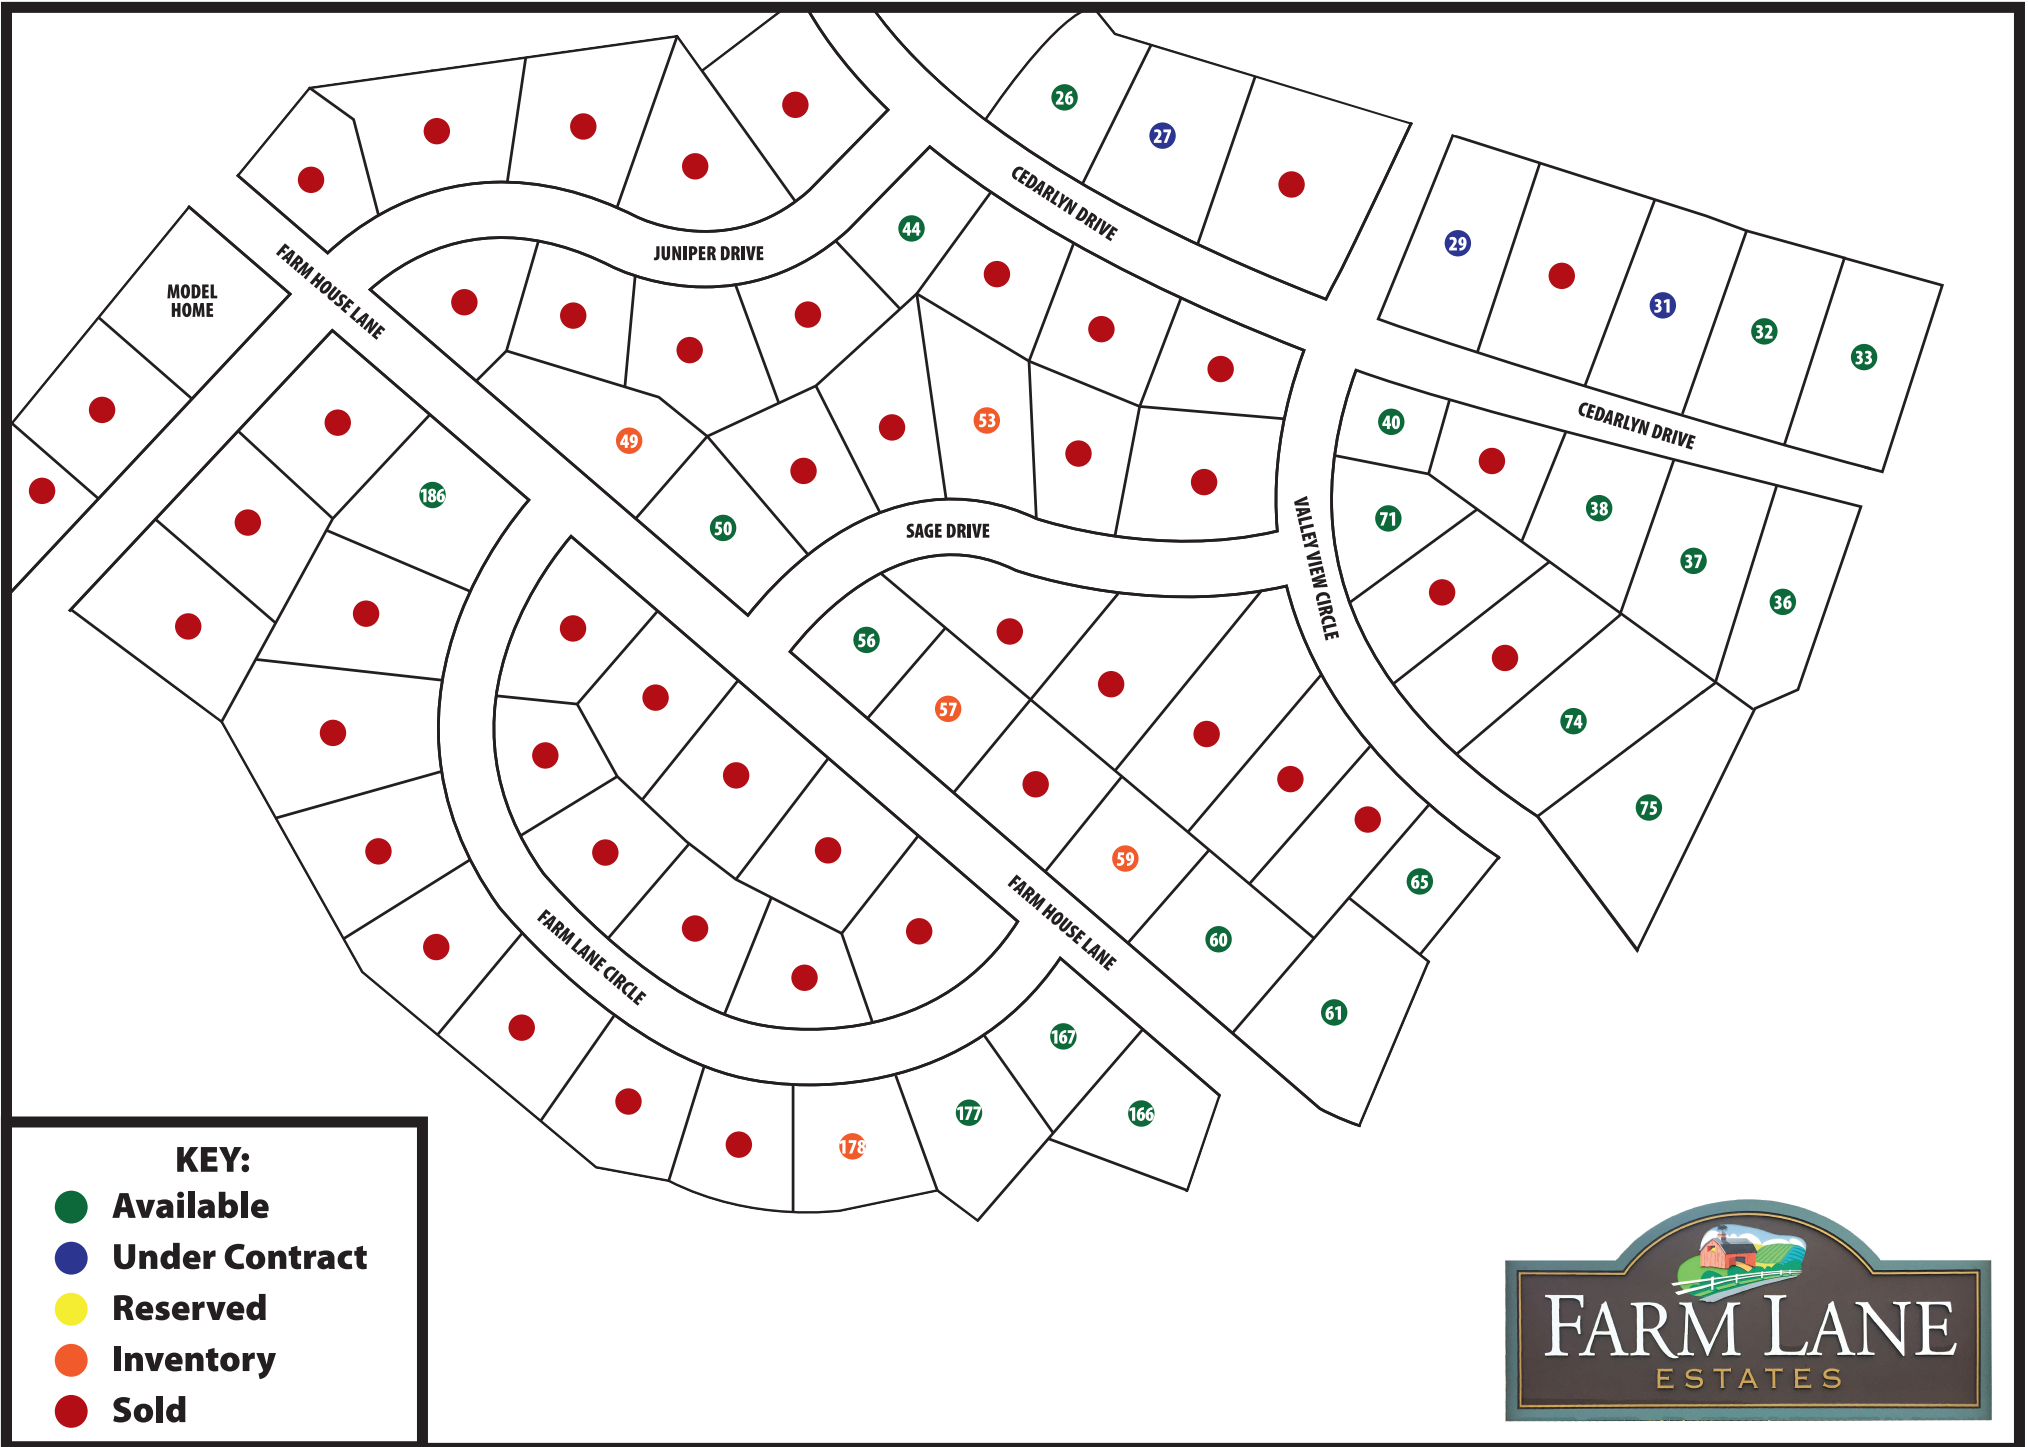 26
27
CEDARLYN DRIVE
44
29
31
32
33
JUNIPER DRIVE
FARM HOUSE LANE
MODEL
HOME
40
CEDARLYN DRIVE
53
49
186
50
SAGE DRIVE
71
38
VALLEY VIEW CIRCLE
37
36
56
57
74
75
59
65
FARM HOUSE LANE
60
FARM LANE CIRCLE
61
167
177
166
178
KEY:
Available
Under Contract
Reserved
Inventory
Sold
FARM LANE
ESTATES